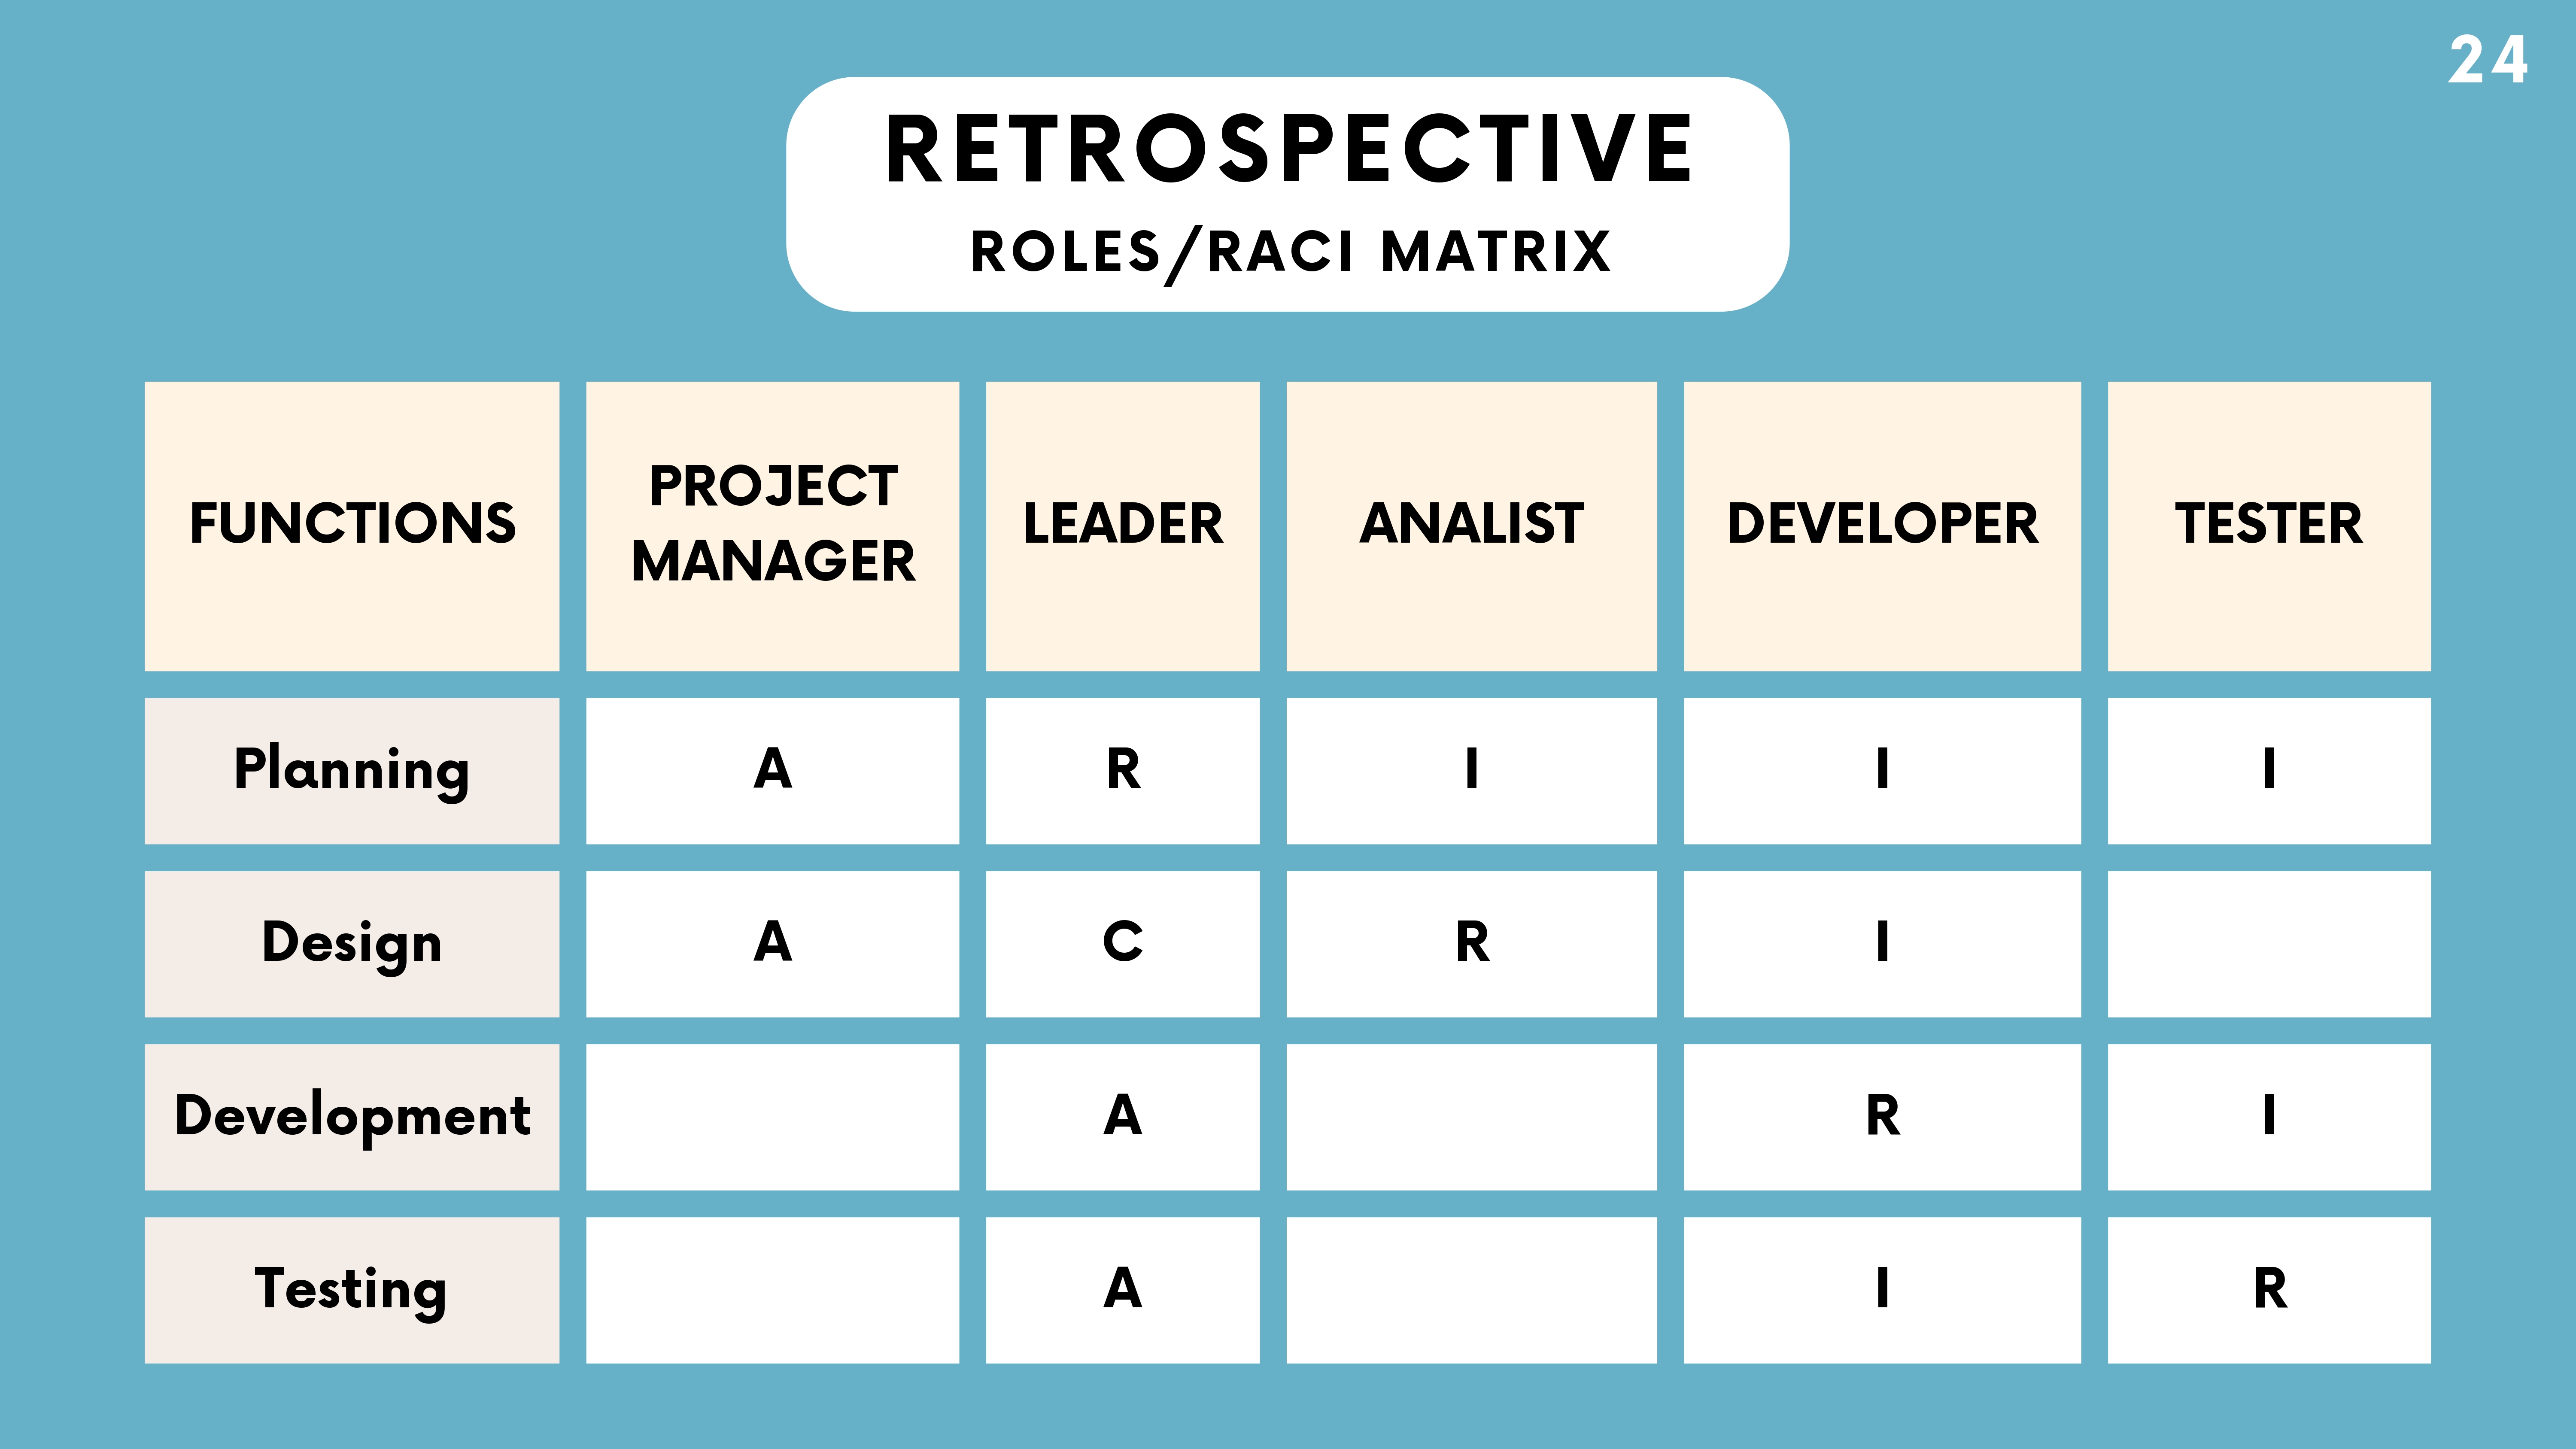 24
RETROSPECTIVE
ROLES/RACI MATRIX
FUNCTIONS PROJECT MANAGER LEADER ANALIST DEVELOPER TESTER
Planning A R I I I
Design A C R I
Development A R I
Testing A I R